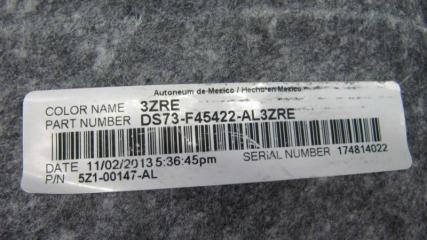 Autoneum de Mexico / Hecho en Mexico
COLOR NAME 3ZRE
PART NUMBER DS73-F45422-AL3ZRE
DATE 11/02/2013 5:36:45pm SERIAL NUMBER 174814022
P/N 5Z1-00147-AL